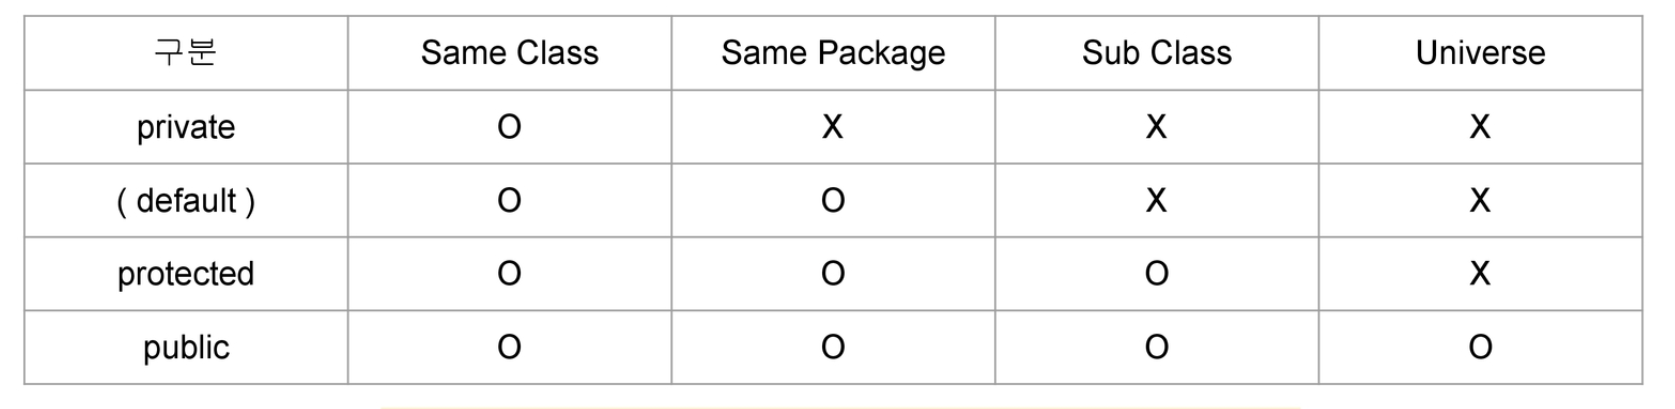 구분 Same Class Same Package Sub Class Universe
private O X X X
( default ) O O X X
protected O O O X
public O O O O